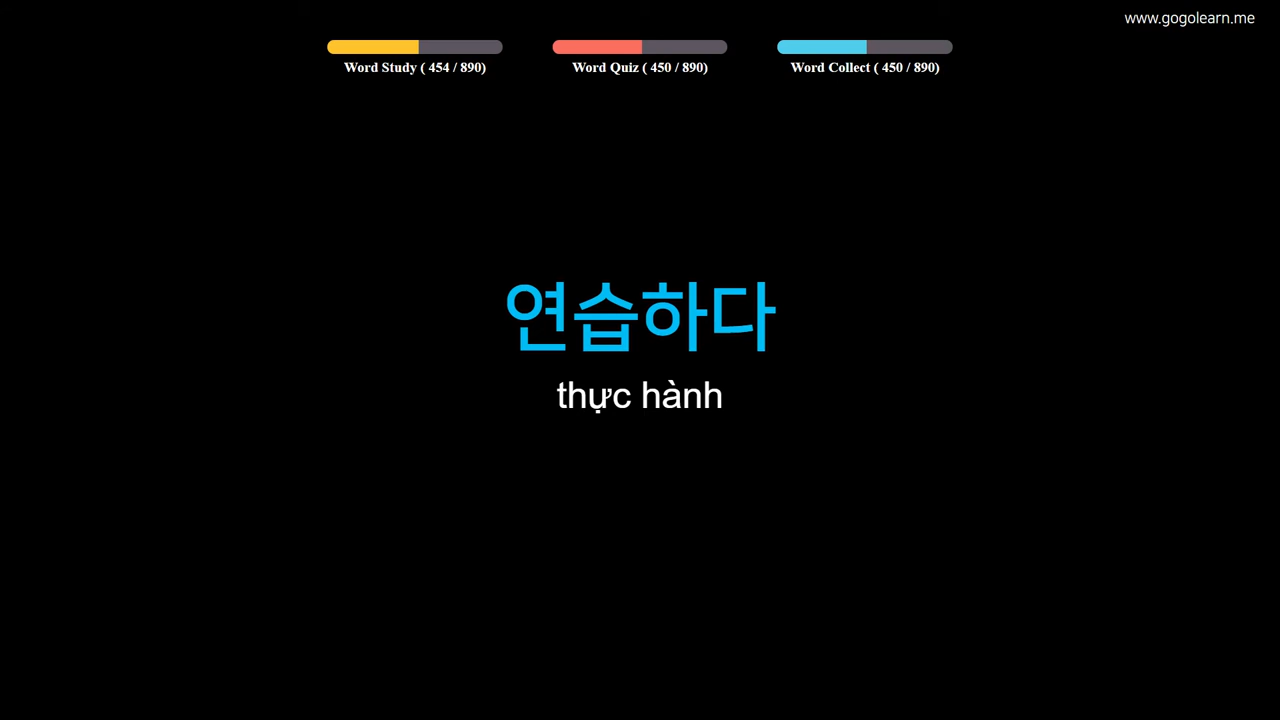 www.gogolearn.me
Word Study ( 454 / 890)
Word Quiz ( 450 / 890)
Word Collect ( 450 / 890)
연습하다
thực hành